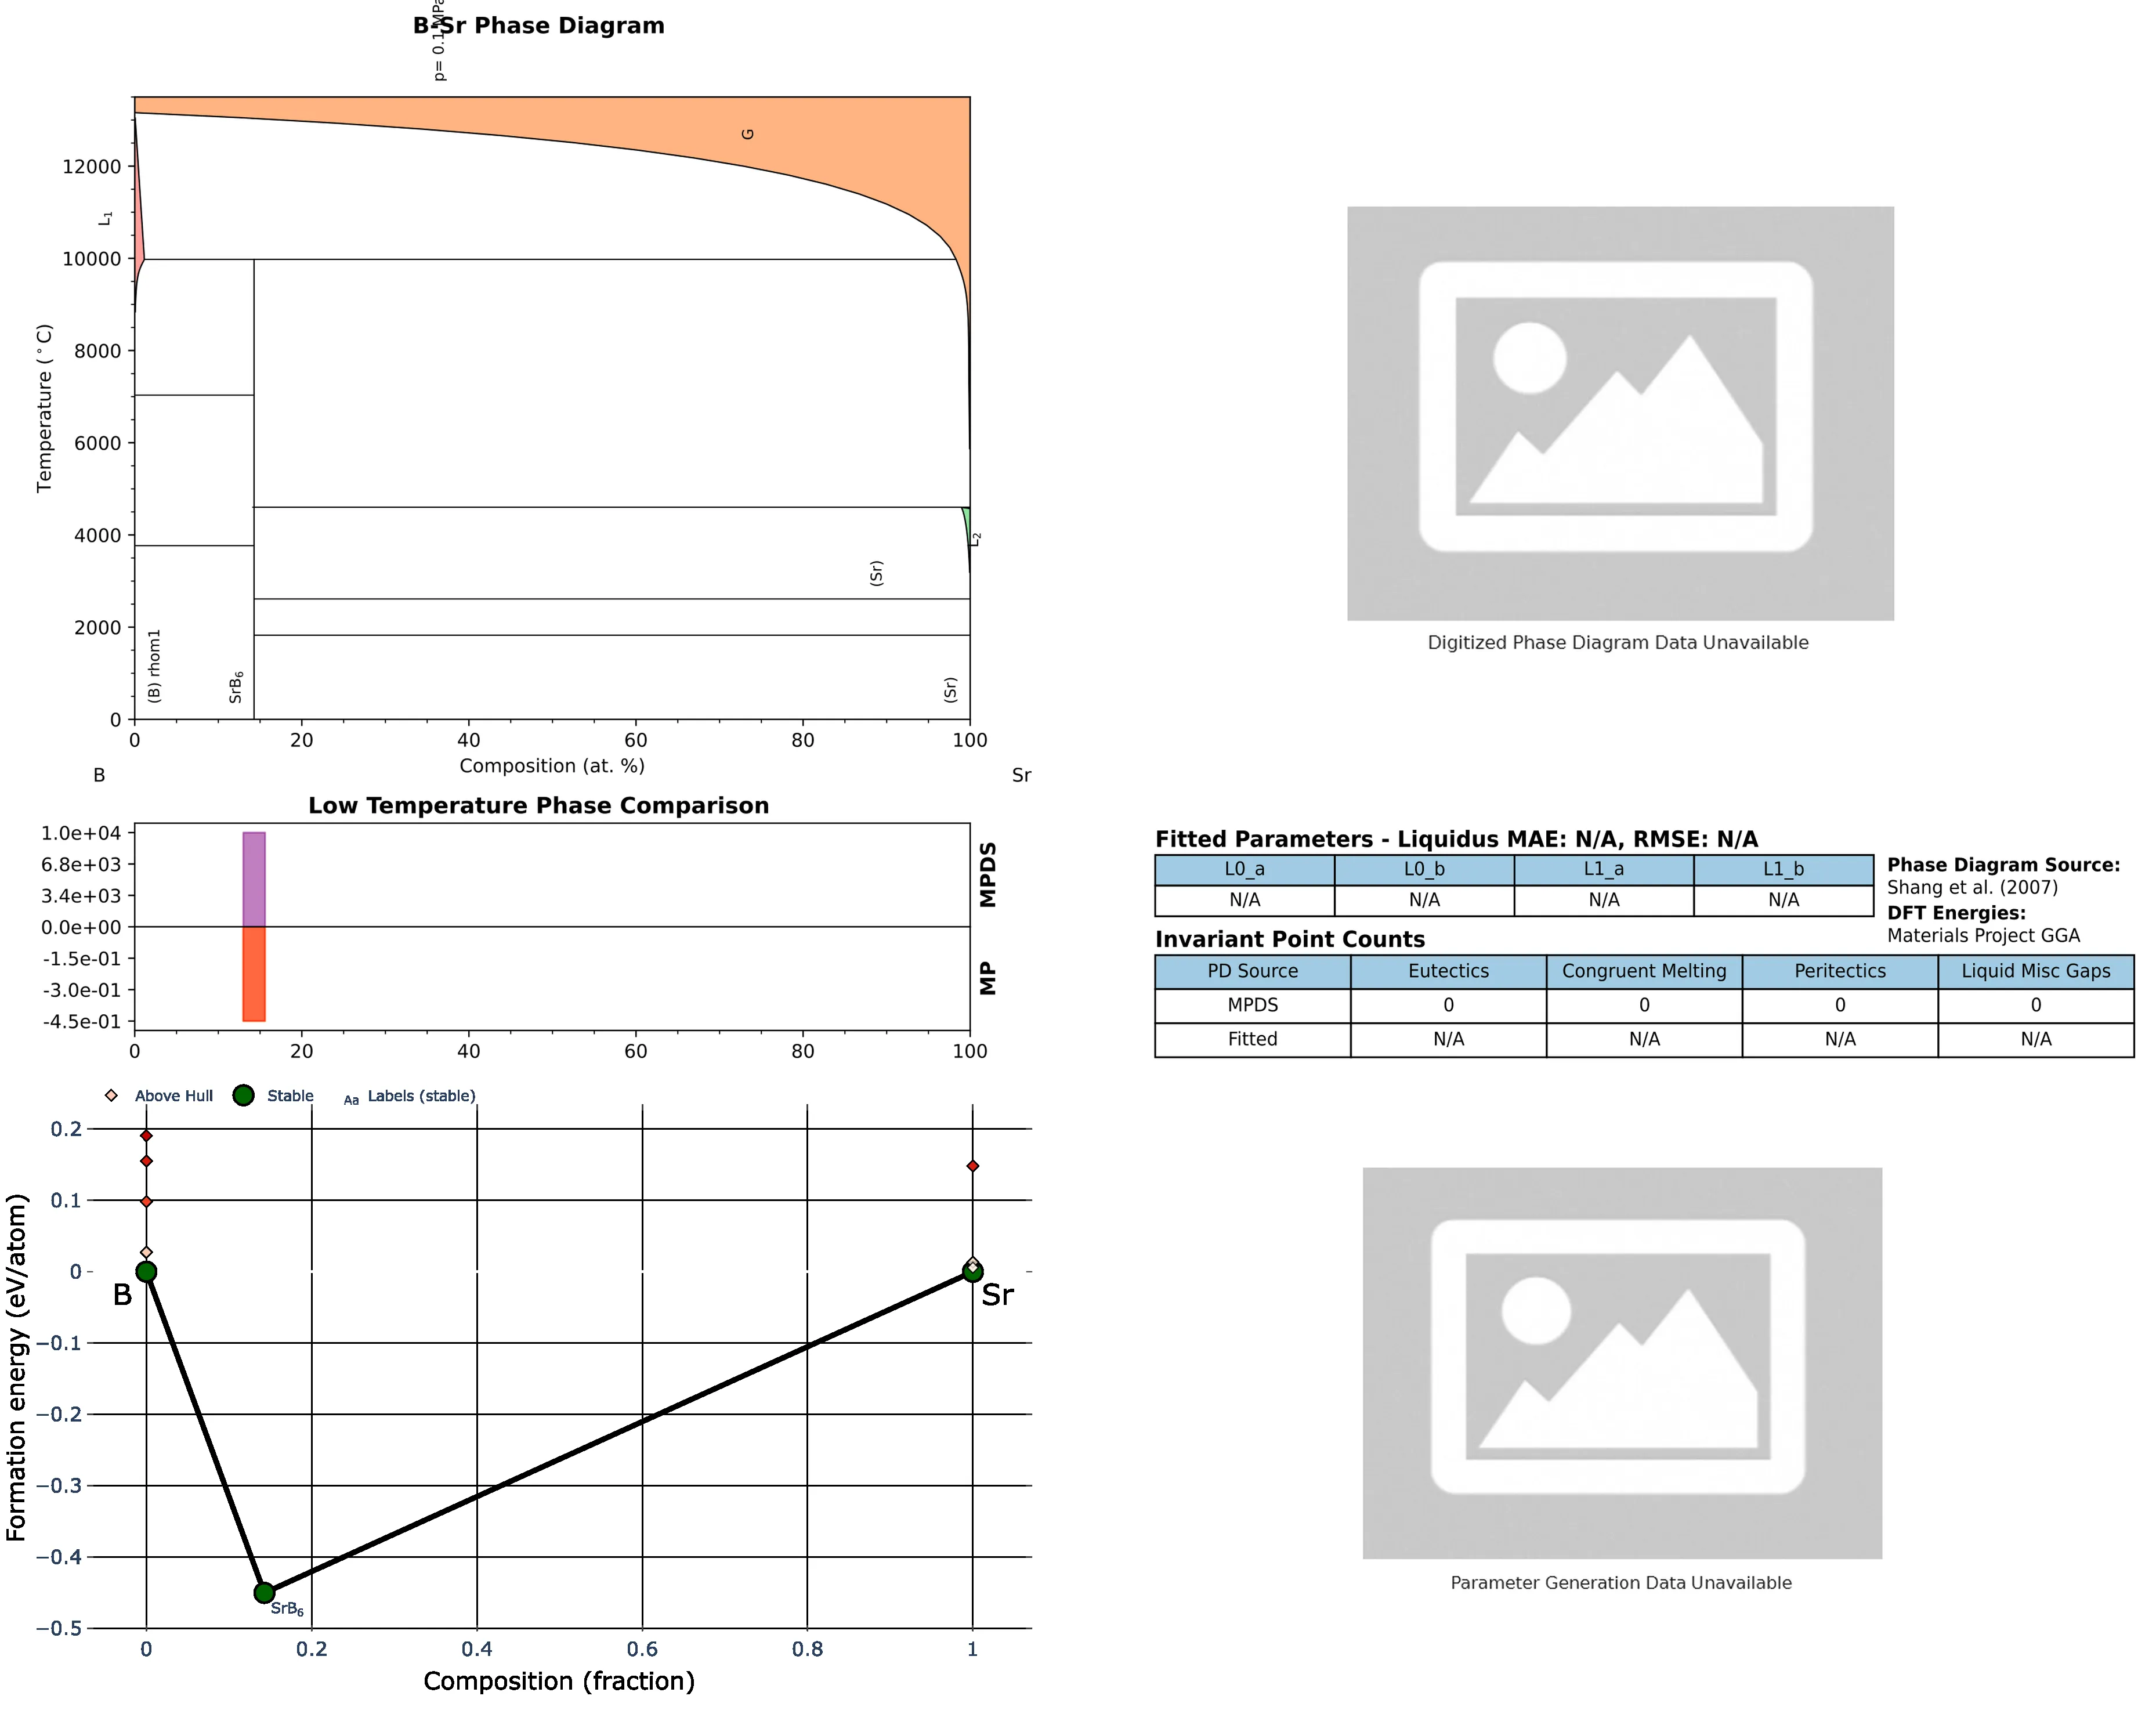 B-Sr Phase Diagram
p= 0.1 MPa
G
L₁
12000
10000
8000
6000
4000
2000
0
Temperature (°C)
L₂
(Sr)
(B) rhom1
SrB₆
(Sr)
0 20 40 60 80 100
Composition (at. %)
B Sr
Digitized Phase Diagram Data Unavailable
Low Temperature Phase Comparison
1.0e+04
6.8e+03
3.4e+03
0.0e+00
-1.5e-01
-3.0e-01
-4.5e-01
MPDS
MP
0 20 40 60 80 100
Fitted Parameters - Liquidus MAE: N/A, RMSE: N/A
L0_a L0_b L1_a L1_b
N/A N/A N/A N/A
Phase Diagram Source:
Shang et al. (2007)
DFT Energies:
Materials Project GGA
Invariant Point Counts
PD Source Eutectics Congruent Melting Peritectics Liquid Misc Gaps
MPDS 0 0 0 0
Fitted N/A N/A N/A N/A
Above Hull Stable Aa Labels (stable)
0.2
0.1
0
−0.1
−0.2
−0.3
−0.4
−0.5
Formation energy (eV/atom)
B
Sr
SrB₆
0 0.2 0.4 0.6 0.8 1
Composition (fraction)
Parameter Generation Data Unavailable